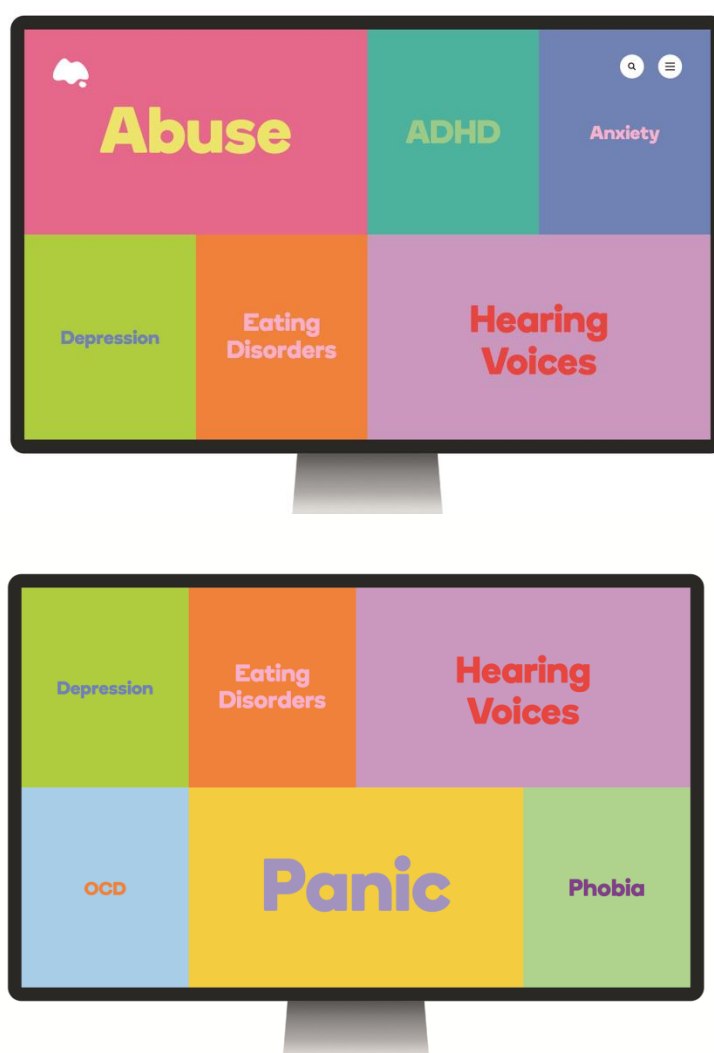 Abuse
ADHD
Anxiety
Depression
Eating
Disorders
Hearing
Voices
Depression
Eating
Disorders
Hearing
Voices
OCD
Panic
Phobia